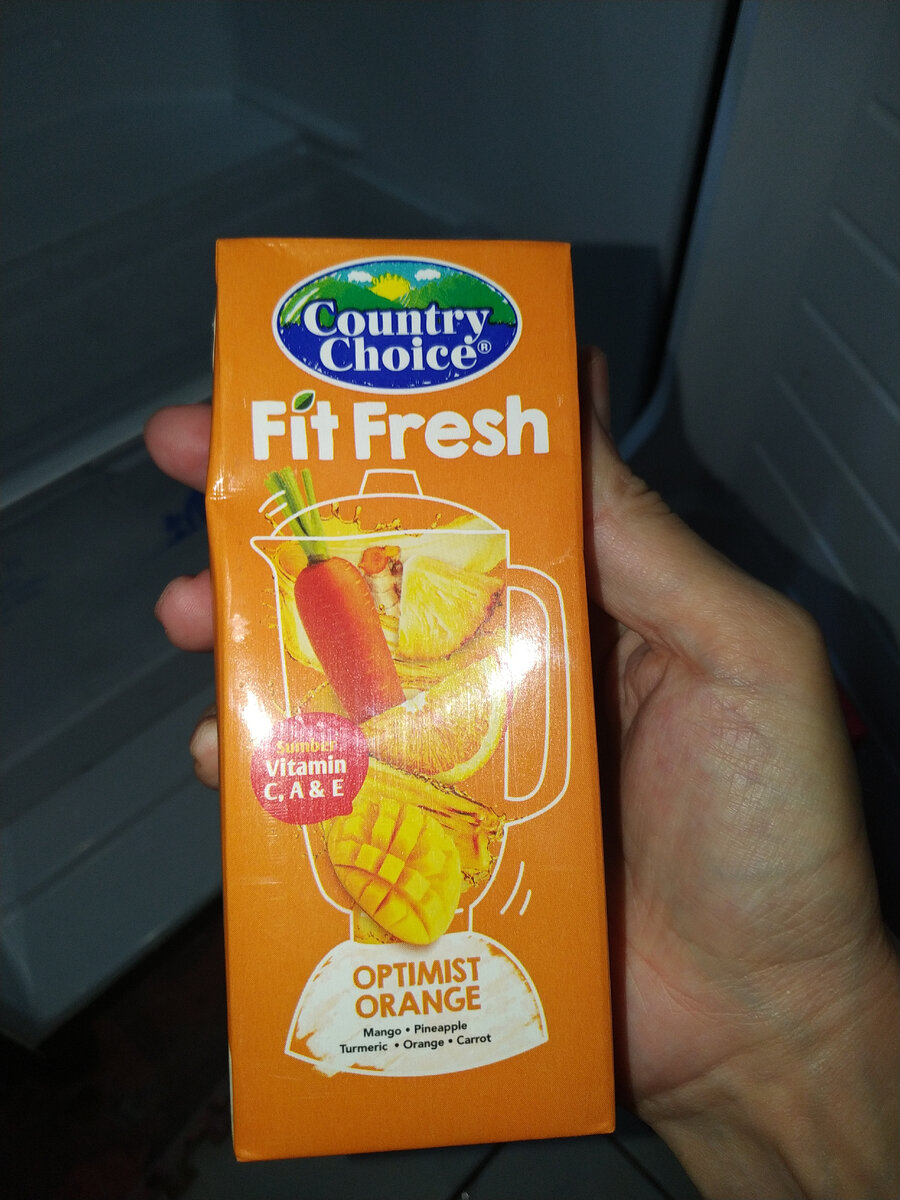 Country
Choice®
Fit Fresh
Sumber
Vitamin
C, A & E
OPTIMIST
ORANGE
Mango • Pineapple
Turmeric • Orange • Carrot